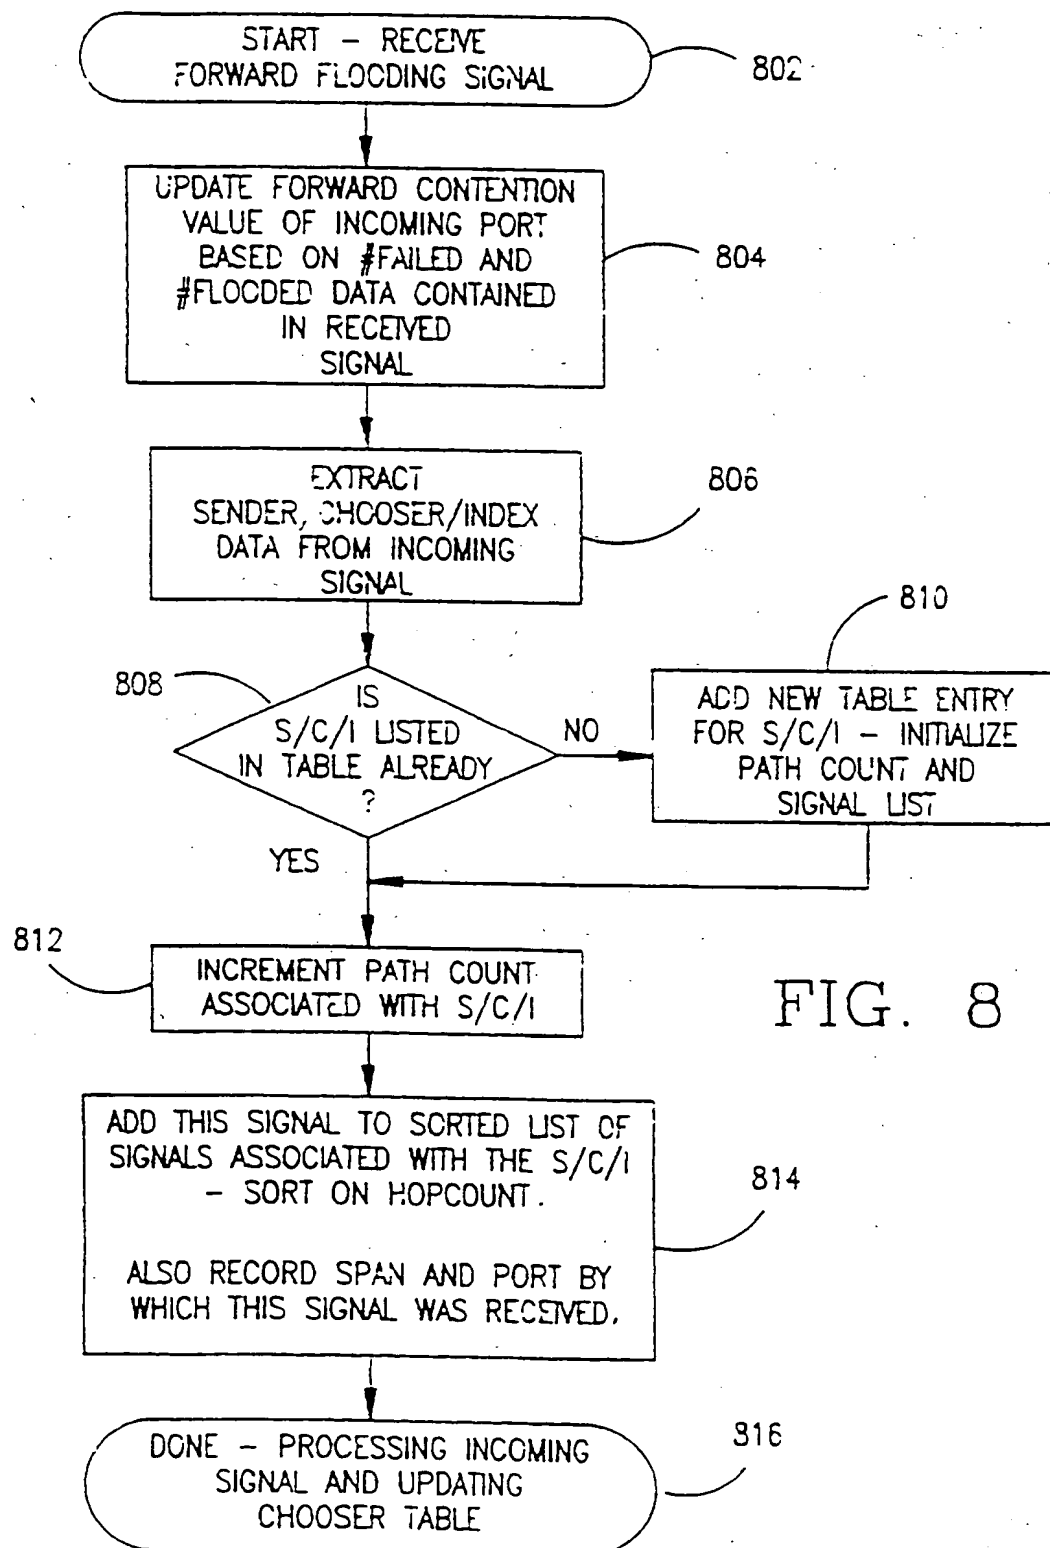 START – RECEIVE
FORWARD FLOODING SIGNAL
802
UPDATE FORWARD CONTENTION
VALUE OF INCOMING PORT
BASED ON #FAILED AND
#FLOODED DATA CONTAINED
IN RECEIVED
SIGNAL
804
EXTRACT
SENDER, CHOOSER/INDEX
DATA FROM INCOMING
SIGNAL
806
808
IS
S/C/I LISTED
IN TABLE ALREADY
?
NO
YES
810
ADD NEW TABLE ENTRY
FOR S/C/I – INITIALIZE
PATH COUNT AND
SIGNAL LIST
812
INCREMENT PATH COUNT
ASSOCIATED WITH S/C/I
FIG. 8
ADD THIS SIGNAL TO SORTED LIST OF
SIGNALS ASSOCIATED WITH THE S/C/I
– SORT ON HOPCOUNT.
ALSO RECORD SPAN AND PORT BY
WHICH THIS SIGNAL WAS RECEIVED.
814
DONE – PROCESSING INCOMING
SIGNAL AND UPDATING
CHOOSER TABLE
816